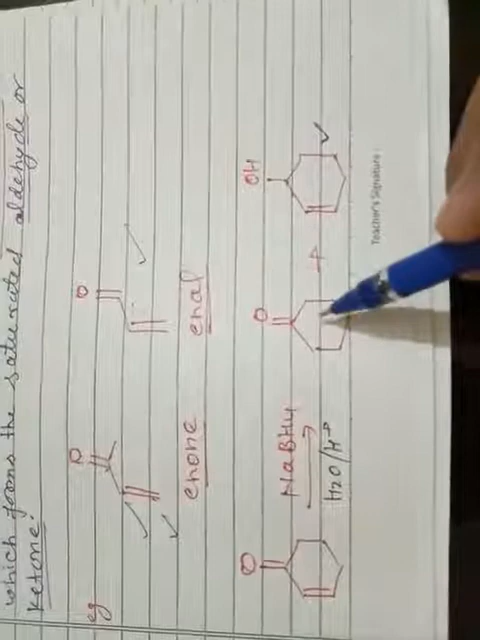 which forms the saturated aldehyde or
ketone.
eg
O
O
enone
enal
O
NaBH4
H2O/H+
O
+
OH
Teacher's Signature